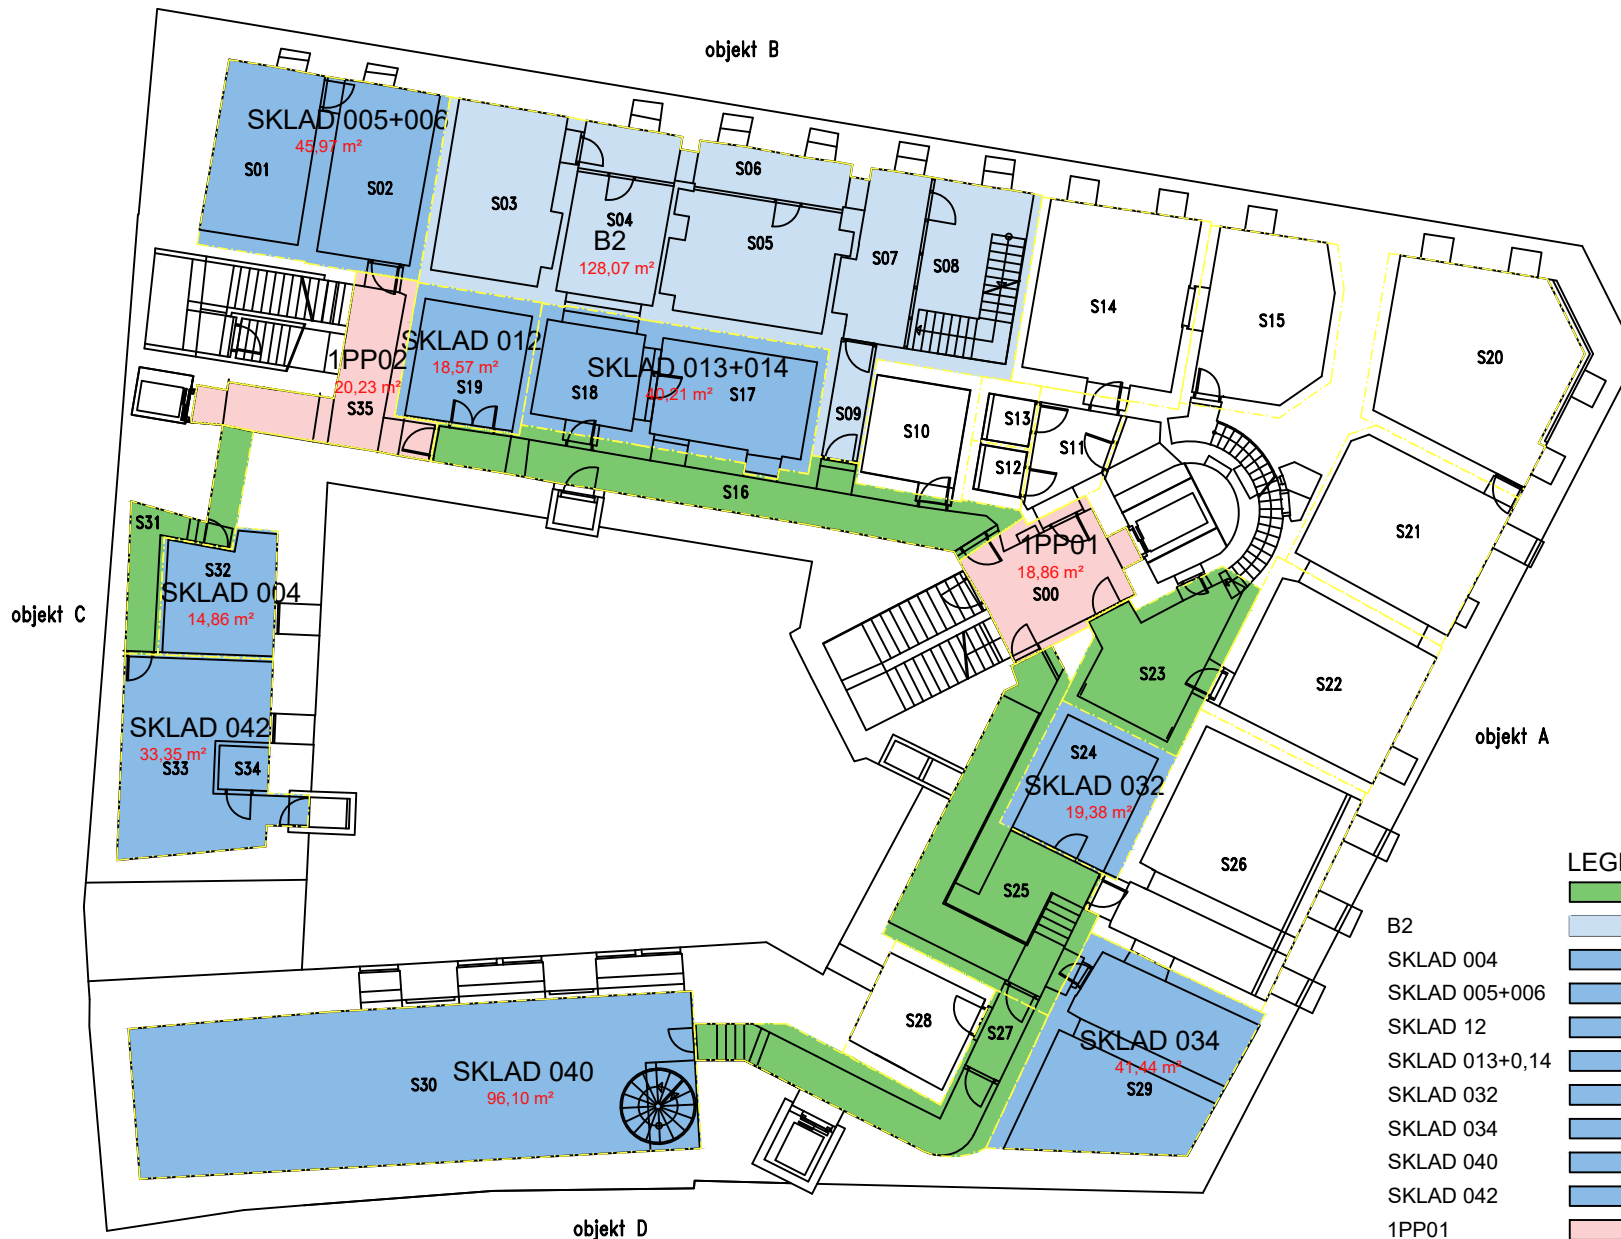 objekt B
SKLAD 005+006
45,97 m²
S01
S02
S03
S04
B2
128,07 m²
S06
S05
S07
S08
S14
S15
S20
1PP02
20,23 m²
S35
SKLAD 012
18,57 m²
S19
SKLAD 013+014
40,21 m²
S18
S17
S09
S10
S13
S12
S11
S16
S21
S31
S32
SKLAD 004
14,86 m²
objekt C
1PP01
18,86 m²
S00
S23
S22
objekt A
SKLAD 042
33,35 m²
S33
S34
S24
SKLAD 032
19,38 m²
S25
S26
S28
S27
SKLAD 034
41,44 m²
S29
S30
SKLAD 040
96,10 m²
objekt D
B2
SKLAD 004
SKLAD 005+006
SKLAD 12
SKLAD 013+0,14
SKLAD 032
SKLAD 034
SKLAD 040
SKLAD 042
1PP01